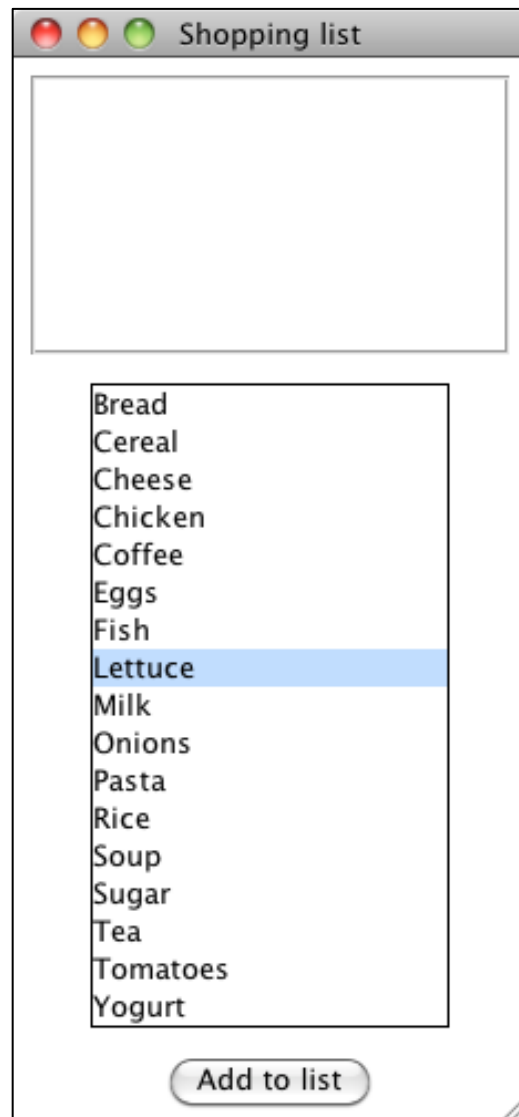 Shopping list
Bread
Cereal
Cheese
Chicken
Coffee
Eggs
Fish
Lettuce
Milk
Onions
Pasta
Rice
Soup
Sugar
Tea
Tomatoes
Yogurt
Add to list